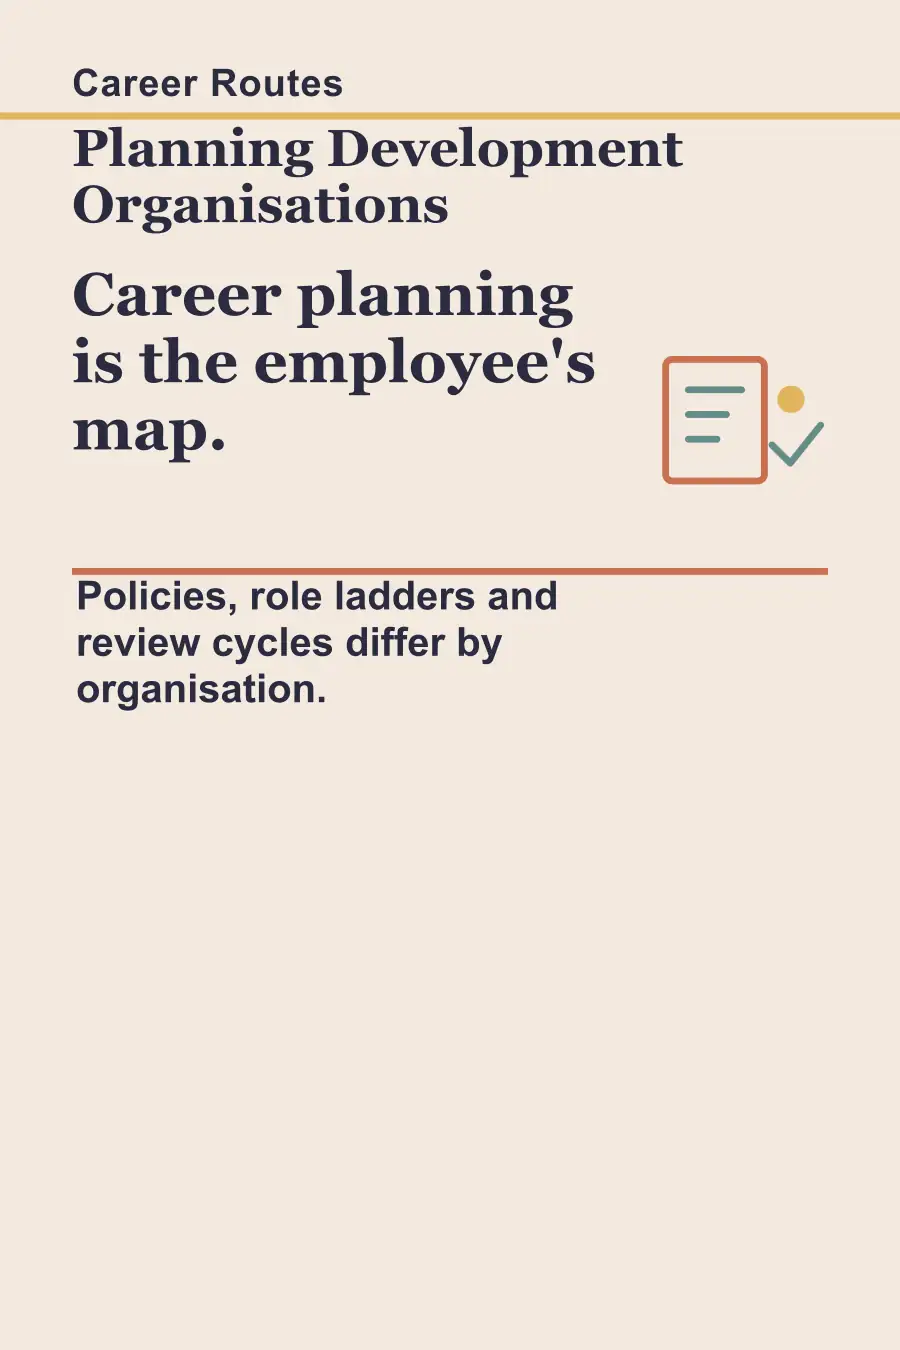 Career Routes
Planning Development
Organisations
Career planning
is the employee's
map.
Policies, role ladders and
review cycles differ by
organisation.